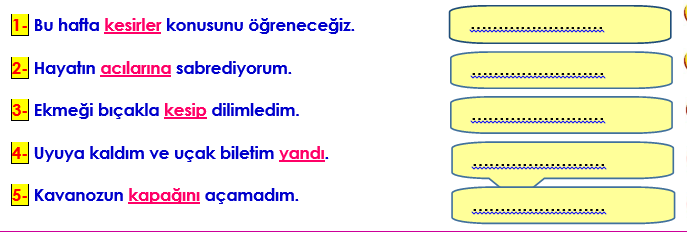 1- Bu hafta kesirler konusunu öğreneceğiz. ...........................
2- Hayatın acılarına sabrediyorum. ...........................
3- Ekmeği bıçakla kesip dilimledim. ...........................
4- Uyuya kaldım ve uçak biletim yandı. ...........................
5- Kavanozun kapağını açamadım. ...........................